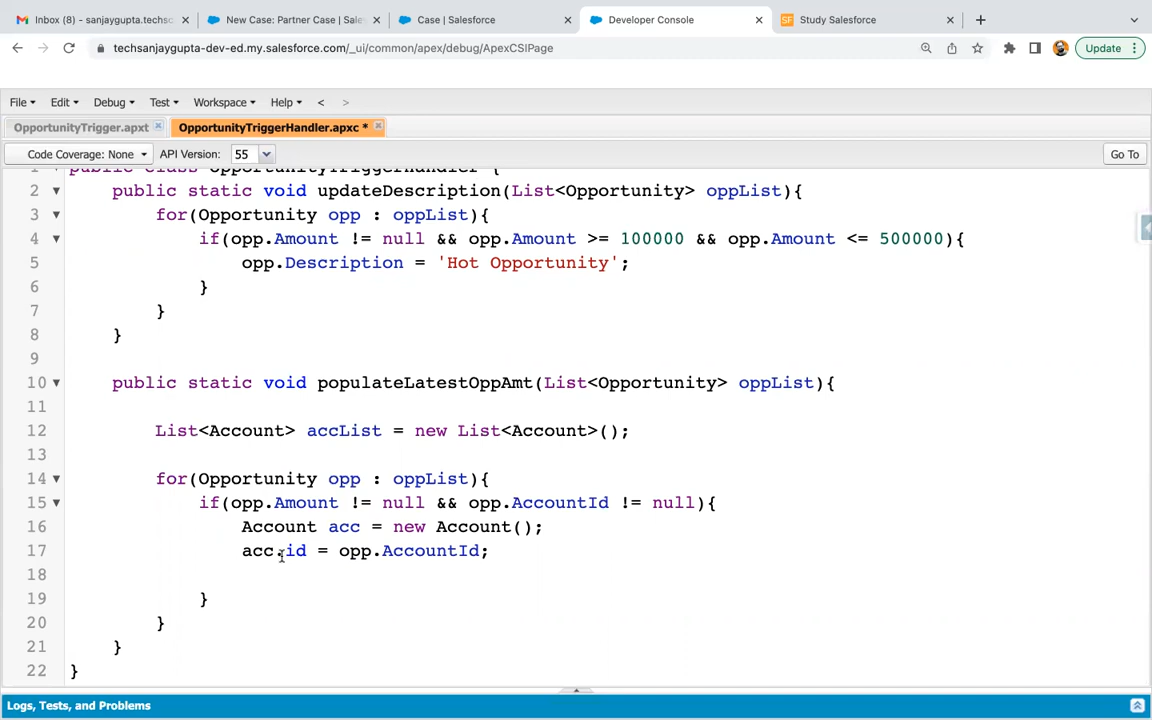 Inbox (8) - sanjaygupta.techsc
New Case: Partner Case | Sales
Case | Salesforce
Developer Console
Study Salesforce
techsanjaygupta-dev-ed.my.salesforce.com/_ui/common/apex/debug/ApexCSIPage
Update
File Edit Debug Test Workspace Help < >
OpportunityTrigger.apxt
OpportunityTriggerHandler.apxc *
Code Coverage: None API Version: 55 Go To
1 public class OpportunityTriggerHandler {
2 public static void updateDescription(List<Opportunity> oppList){
3 for(Opportunity opp : oppList){
4 if(opp.Amount != null && opp.Amount >= 100000 && opp.Amount <= 500000){
5 opp.Description = 'Hot Opportunity';
6 }
7 }
8 }
9
10 public static void populateLatestOppAmt(List<Opportunity> oppList){
11
12 List<Account> accList = new List<Account>();
13
14 for(Opportunity opp : oppList){
15 if(opp.Amount != null && opp.AccountId != null){
16 Account acc = new Account();
17 acc.id = opp.AccountId;
18
19 }
20 }
21 }
22 }
Logs, Tests, and Problems